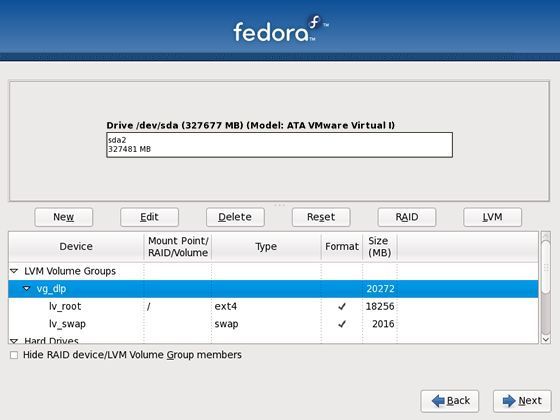 fedora™
Drive /dev/sda (327677 MB) (Model: ATA VMware Virtual I)
sda2
327481 MB
New Edit Delete Reset RAID LVM
Device Mount Point/ RAID/Volume Type Format Size (MB)
LVM Volume Groups
vg_dlp 20272
lv_root / ext4 18256
lv_swap swap 2016
Hard Drives
Hide RAID device/LVM Volume Group members
Back Next